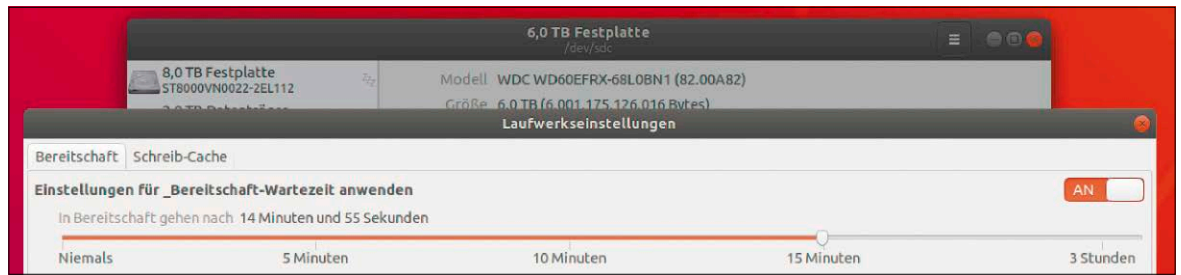 6,0 TB Festplatte
/dev/sdc
8,0 TB Festplatte
ST8000VN0022-2EL112
Modell WDC WD60EFRX-68L0BN1 (82.00A82)
Größe 6,0 TB (6.001.175.126.016 Bytes)
Laufwerkseinstellungen
Bereitschaft Schreib-Cache
Einstellungen für _Bereitschaft-Wartezeit anwenden AN
In Bereitschaft gehen nach 14 Minuten und 55 Sekunden
Niemals 5 Minuten 10 Minuten 15 Minuten 3 Stunden